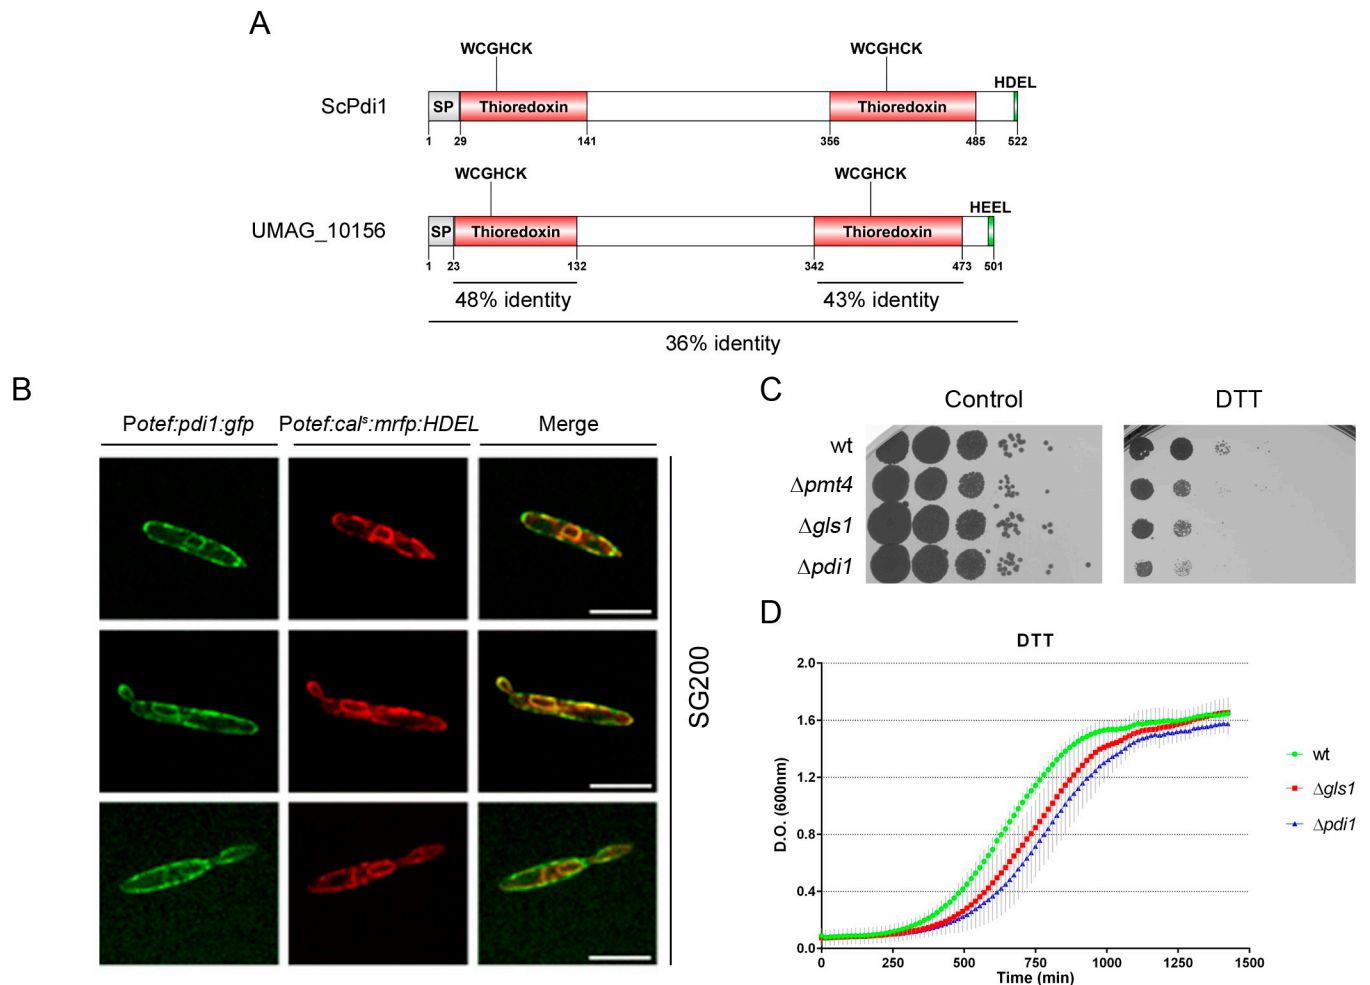 A
WCGHCK WCGHCK
HDEL
ScPdi1 SP Thioredoxin Thioredoxin
1 29 141 356 485 522
WCGHCK WCGHCK
HEEL
UMAG_10156 SP Thioredoxin Thioredoxin
1 23 132 342 473 501
48% identity 43% identity
36% identity
B
Potef:pdi1:gfp Potef:calˢ:mrfp:HDEL Merge
SG200
C
Control DTT
wt
Δpmt4
Δgls1
Δpdi1
D
DTT
2.0
1.6
1.2
0.8
0.4
0.0
D.O. (600nm)
0 250 500 750 1000 1250 1500
Time (min)
wt
Δgls1
Δpdi1